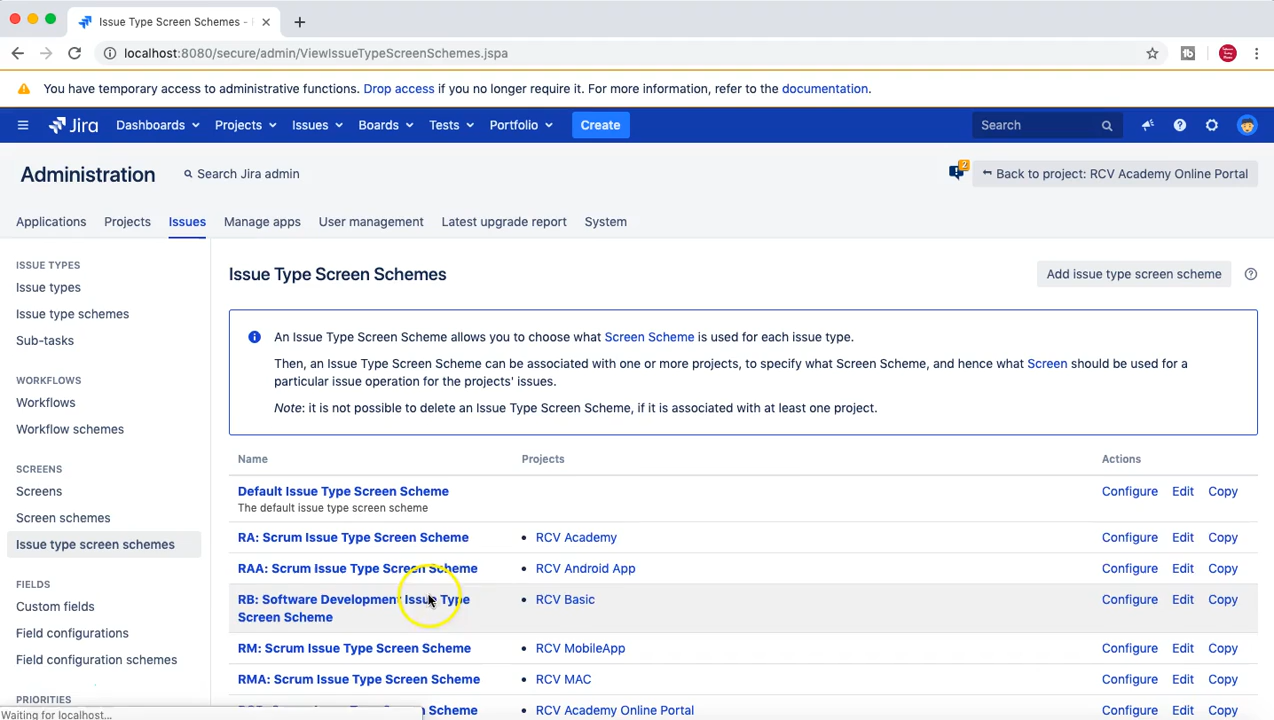 Issue Type Screen Schemes -
localhost:8080/secure/admin/ViewIssueTypeScreenSchemes.jspa
You have temporary access to administrative functions. Drop access if you no longer require it. For more information, refer to the documentation.
Jira Dashboards Projects Issues Boards Tests Portfolio Create Search
Administration Search Jira admin 2 Back to project: RCV Academy Online Portal
Applications Projects Issues Manage apps User management Latest upgrade report System
ISSUE TYPES
Issue types
Issue type schemes
Sub-tasks
WORKFLOWS
Workflows
Workflow schemes
SCREENS
Screens
Screen schemes
Issue type screen schemes
FIELDS
Custom fields
Field configurations
Field configuration schemes
PRIORITIES
Waiting for localhost...
Issue Type Screen Schemes Add issue type screen scheme
An Issue Type Screen Scheme allows you to choose what Screen Scheme is used for each issue type.
Then, an Issue Type Screen Scheme can be associated with one or more projects, to specify what Screen Scheme, and hence what Screen should be used for a
particular issue operation for the projects' issues.
Note: it is not possible to delete an Issue Type Screen Scheme, if it is associated with at least one project.
Name Projects Actions
Default Issue Type Screen Scheme Configure Edit Copy
The default issue type screen scheme
RA: Scrum Issue Type Screen Scheme • RCV Academy Configure Edit Copy
RAA: Scrum Issue Type Screen Scheme • RCV Android App Configure Edit Copy
RB: Software Development Issue Type • RCV Basic Configure Edit Copy
Screen Scheme
RM: Scrum Issue Type Screen Scheme • RCV MobileApp Configure Edit Copy
RMA: Scrum Issue Type Screen Scheme • RCV MAC Configure Edit Copy
Scheme • RCV Academy Online Portal Configure Edit Copy